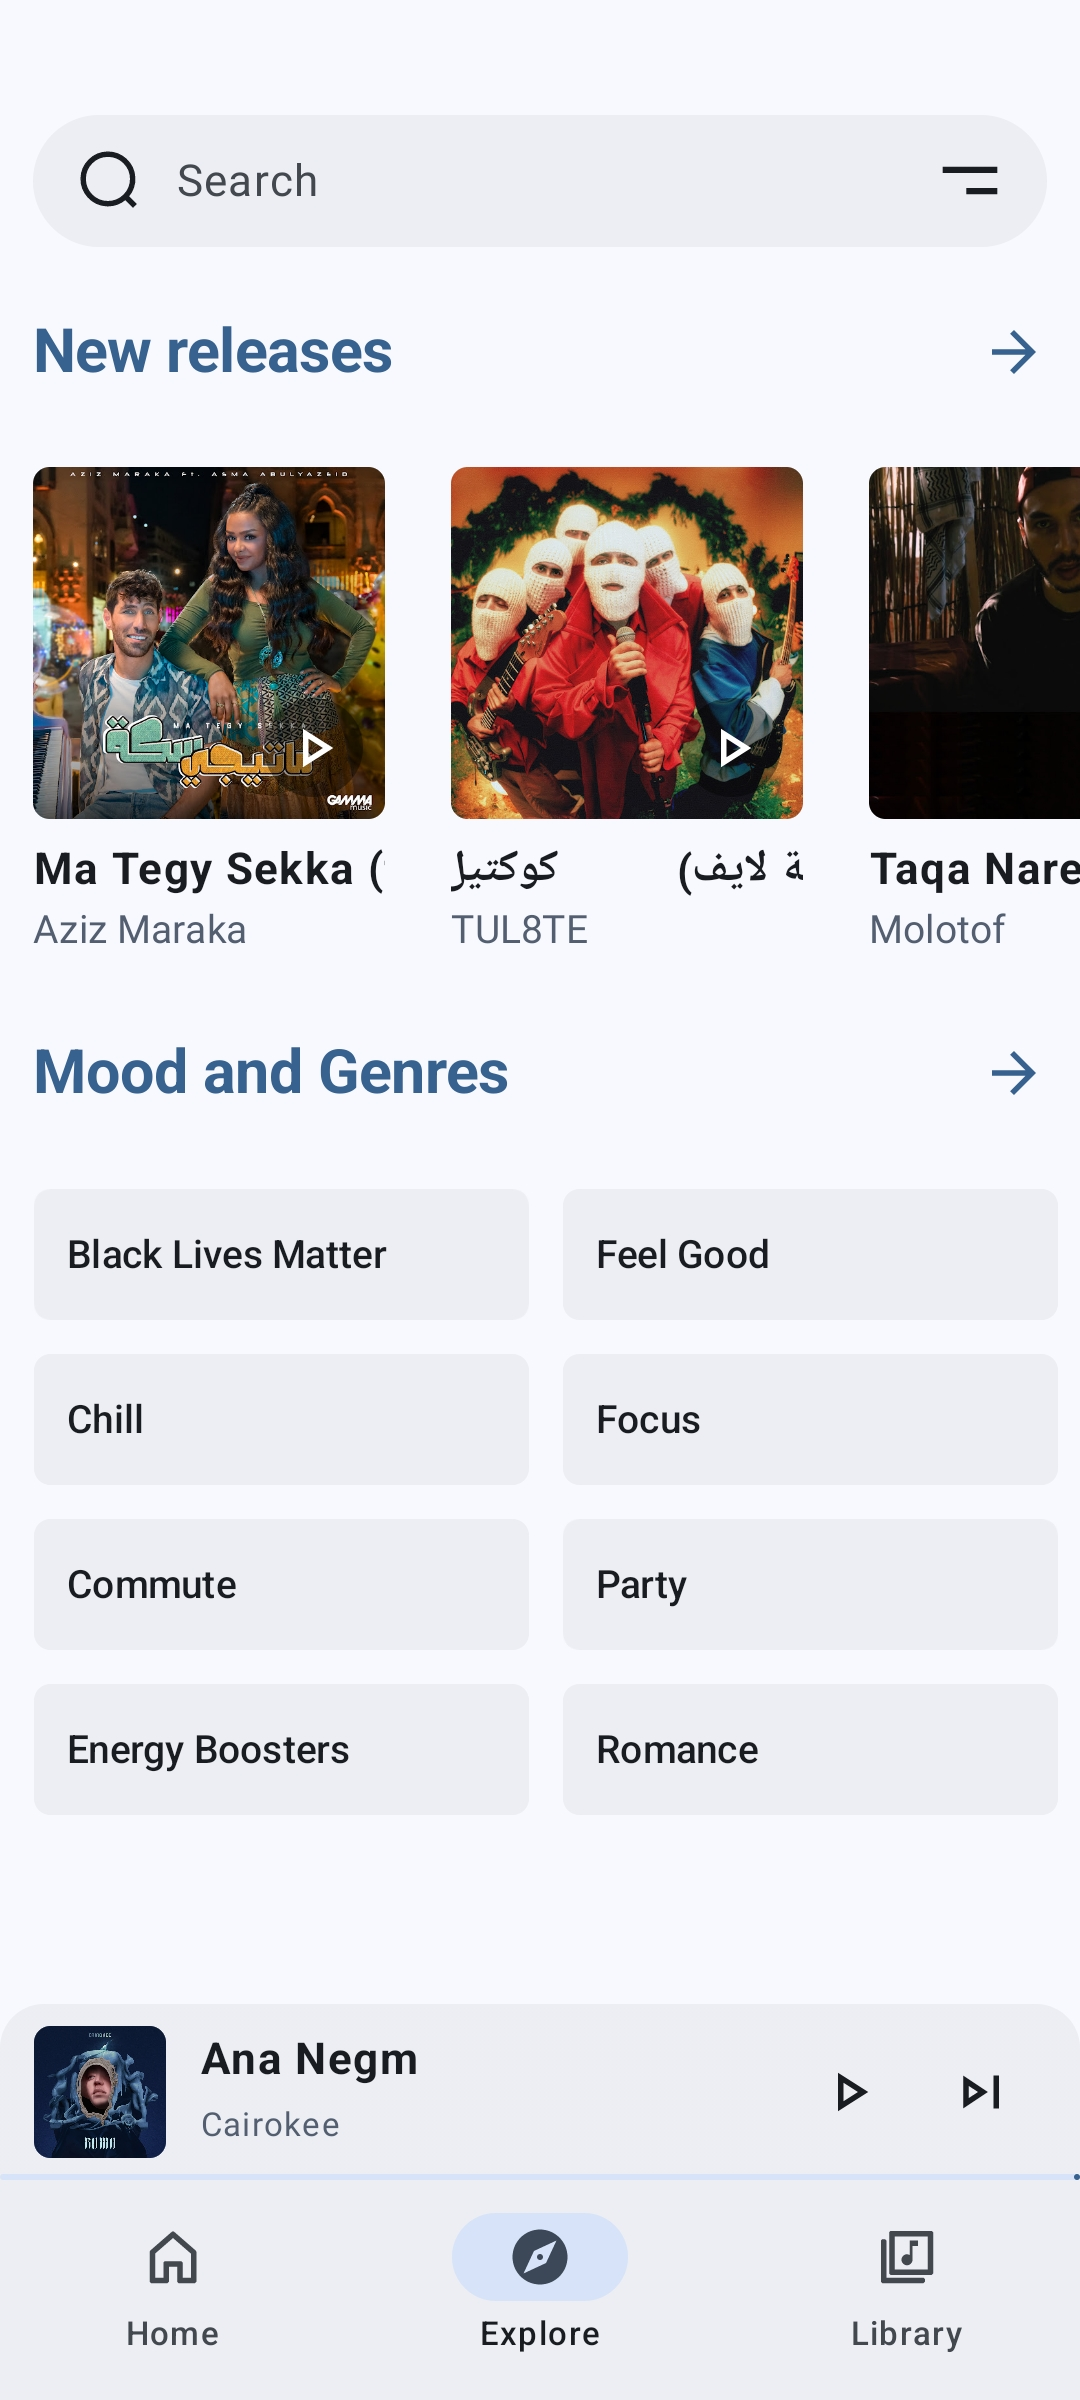 Search
New releases
AZIZ MARAKA Ft. ASMA ABULYAZEID
MA TEGY SEKKA
ماتيجي سكة
GAMMA
music
Ma Tegy Sekka (
Aziz Maraka
كوكتيل
ة لايف)
TUL8TE
Taqa Nare
Molotof
Mood and Genres
Black Lives Matter
Feel Good
Chill
Focus
Commute
Party
Energy Boosters
Romance
CAIROKEE
Ana Negm
Cairokee
Home
Explore
Library